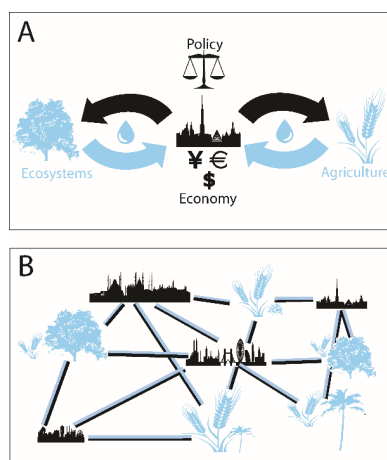 A
Policy
Ecosystems
¥ €
$
Economy
Agriculture
B